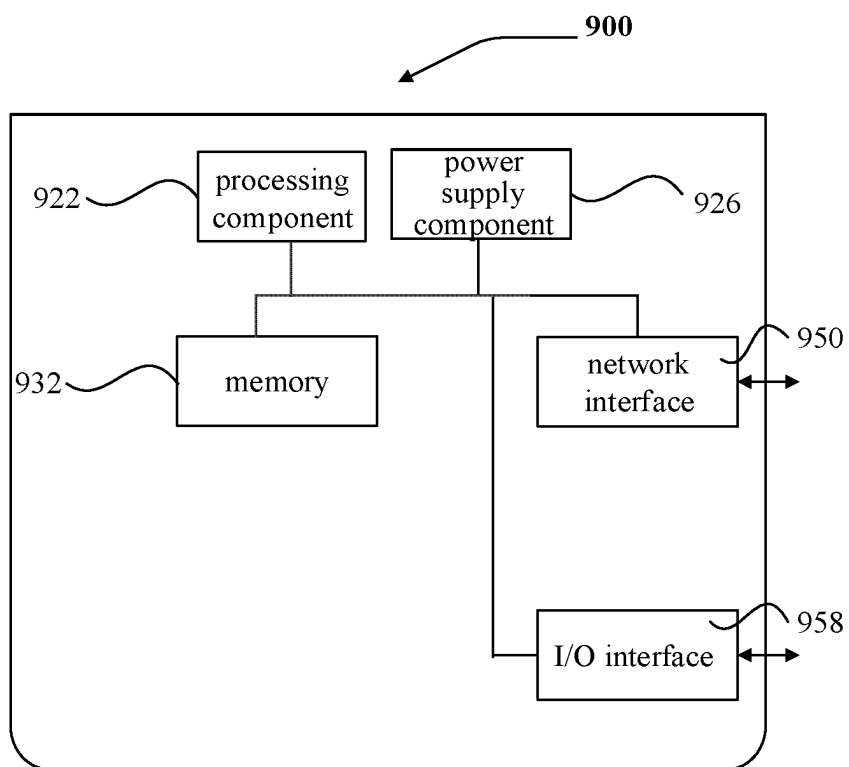 900
922
processing
component
power
supply
component
926
932
memory
network
interface
950
I/O interface
958